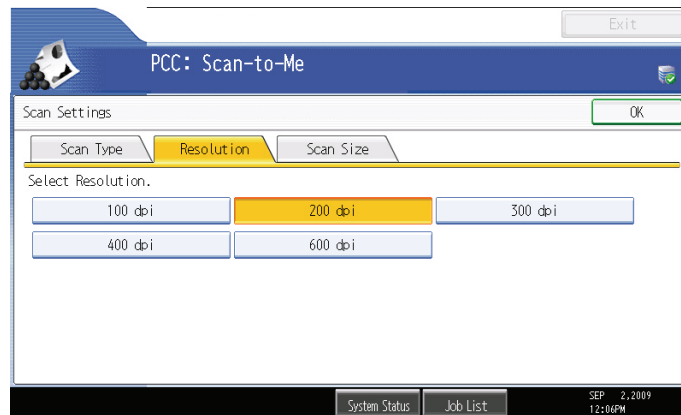 Exit
PCC: Scan-to-Me
Scan Settings
OK
Scan Type Resolution Scan Size
Select Resolution.
100 dpi 200 dpi 300 dpi
400 dpi 600 dpi
System Status Job List SEP 2,2009
12:06PM